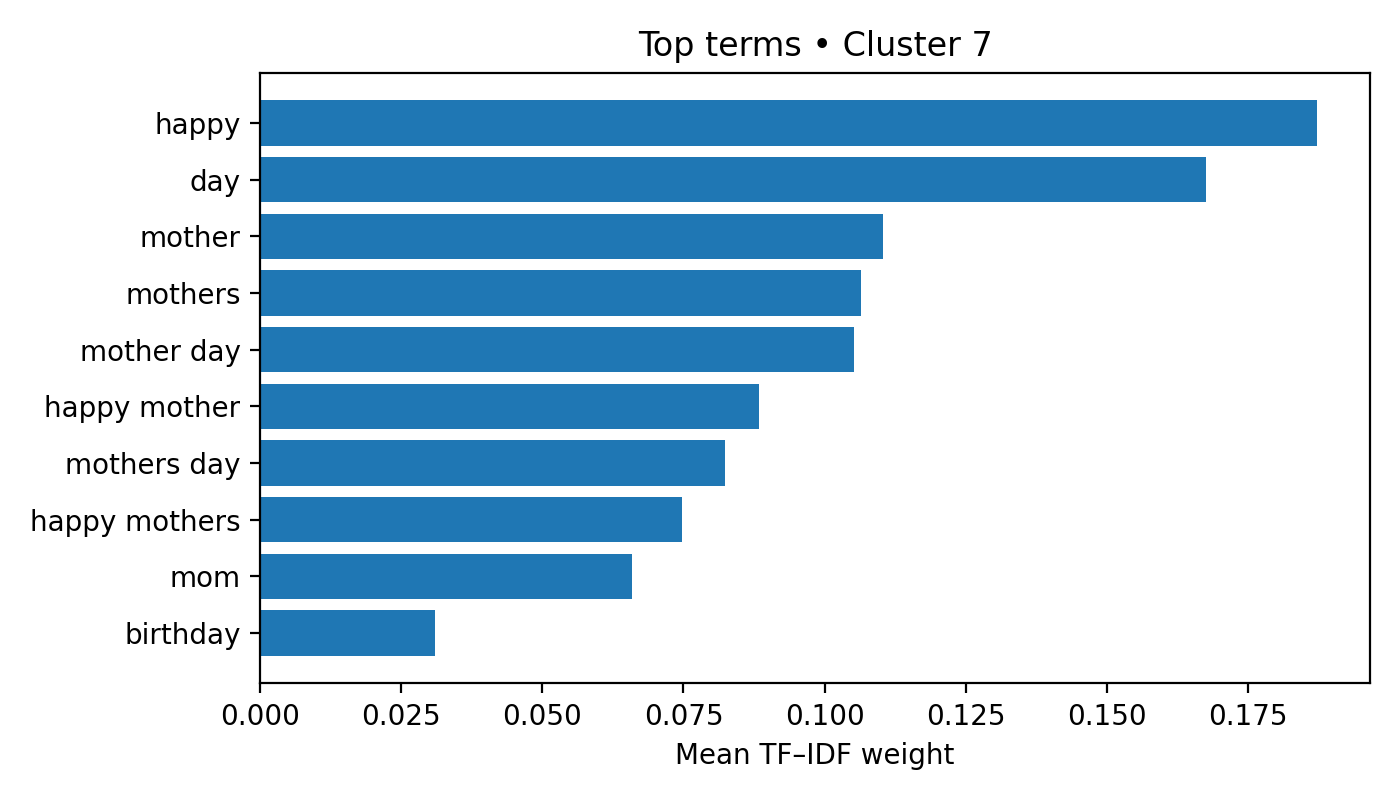 Top terms • Cluster 7
happy
day
mother
mothers
mother day
happy mother
mothers day
happy mothers
mom
birthday
0.000 0.025 0.050 0.075 0.100 0.125 0.150 0.175
Mean TF–IDF weight